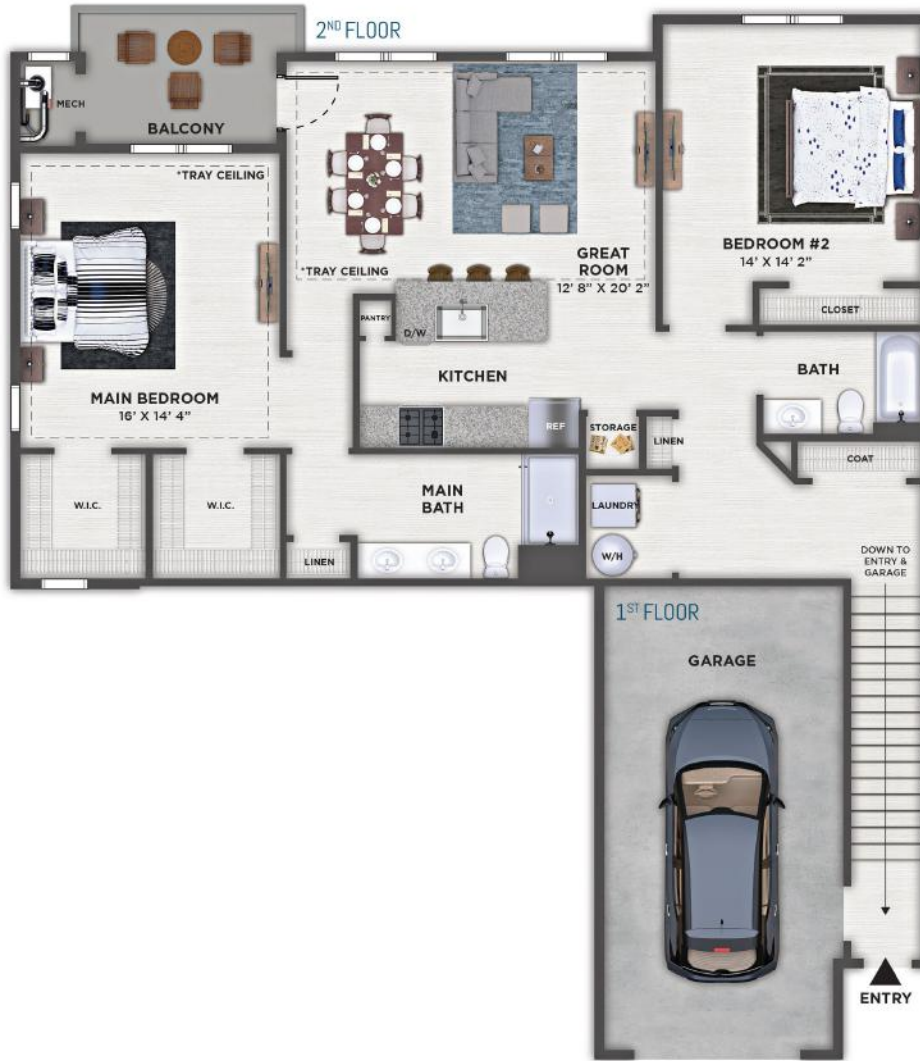 2ND FLOOR
MECH
BALCONY
*TRAY CEILING
MAIN BEDROOM
16' X 14' 4"
*TRAY CEILING
GREAT
ROOM
12' 8" X 20' 2"
BEDROOM #2
14' X 14' 2"
CLOSET
PANTRY
D/W
KITCHEN
BATH
REF
STORAGE
LINEN
COAT
W.I.C.
W.I.C.
MAIN
BATH
LAUNDRY
LINEN
W/H
DOWN TO
ENTRY &
GARAGE
1ST FLOOR
GARAGE
ENTRY